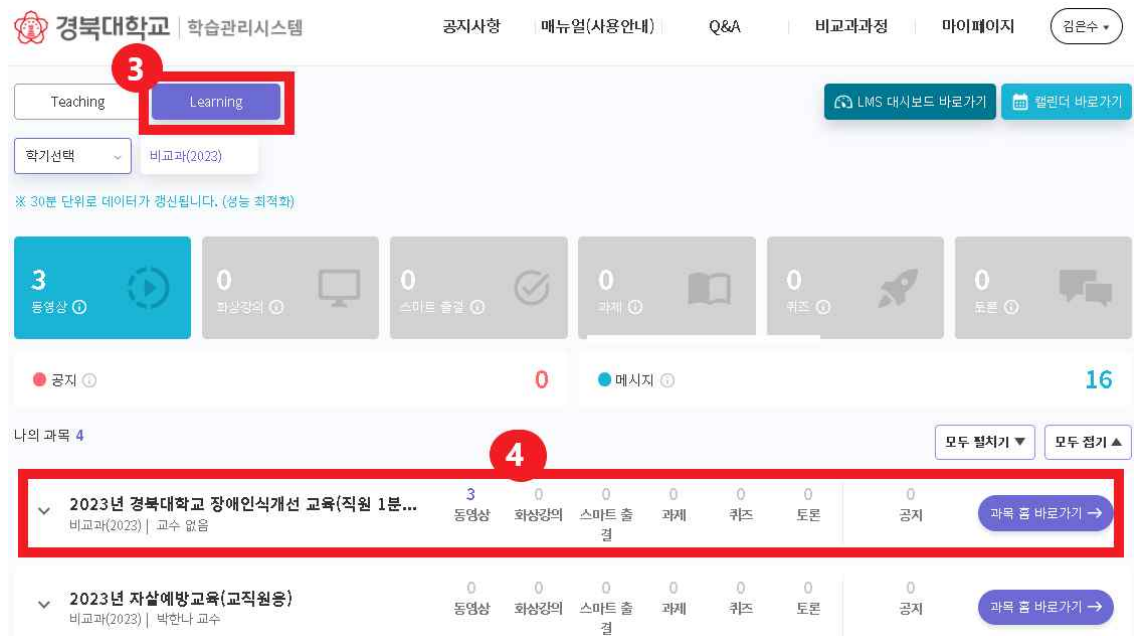 경북대학교 학습관리시스템 공지사항 매뉴얼(사용안내) Q&A 비교과과정 마이페이지 김은수
3
Teaching Learning LMS 대시보드 바로가기 캘린더 바로가기
학기선택 비교과(2023)
※ 30분 단위로 데이터가 갱신됩니다. (성능 최적화)
3 0 0 0 0 0
동영상 화상강의 스마트 출결 과제 퀴즈 토론
공지 0 메시지 16
나의 과목 4 모두 펼치기 ▼ 모두 접기 ▲
4
2023년 경북대학교 장애인식개선 교육(직원 1분... 3 0 0 0 0 0 0
비교과(2023) | 교수 없음 동영상 화상강의 스마트 출결 과제 퀴즈 토론 공지 과목 홈 바로가기 →
2023년 자살예방교육(교직원용) 0 0 0 0 0 0 0
비교과(2023) | 박한나 교수 동영상 화상강의 스마트 출결 과제 퀴즈 토론 공지 과목 홈 바로가기 →